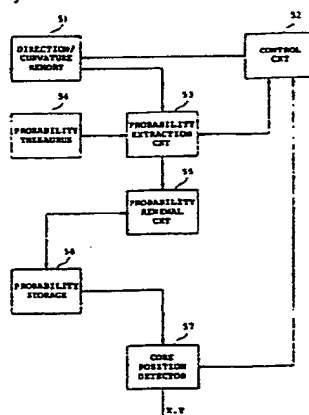 51
DIRECTION/
CURVATURE
MEMORY
52
CONTROL
CKT
54
PROBABILITY
THESAURUS
53
PROBABILITY
EXTRACTION
CKT
55
PROBABILITY
RENEWAL
CKT
56
PROBABILITY
STORAGE
57
CORE
POSITION
DETECTOR
X.Y